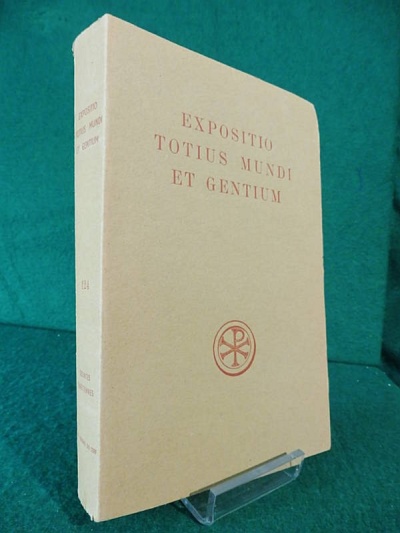 EXPOSITIO
TOTIUS MUNDI
ET GENTIUM
EXPOSITIO
TOTIUS MUNDI
ET GENTIUM
124